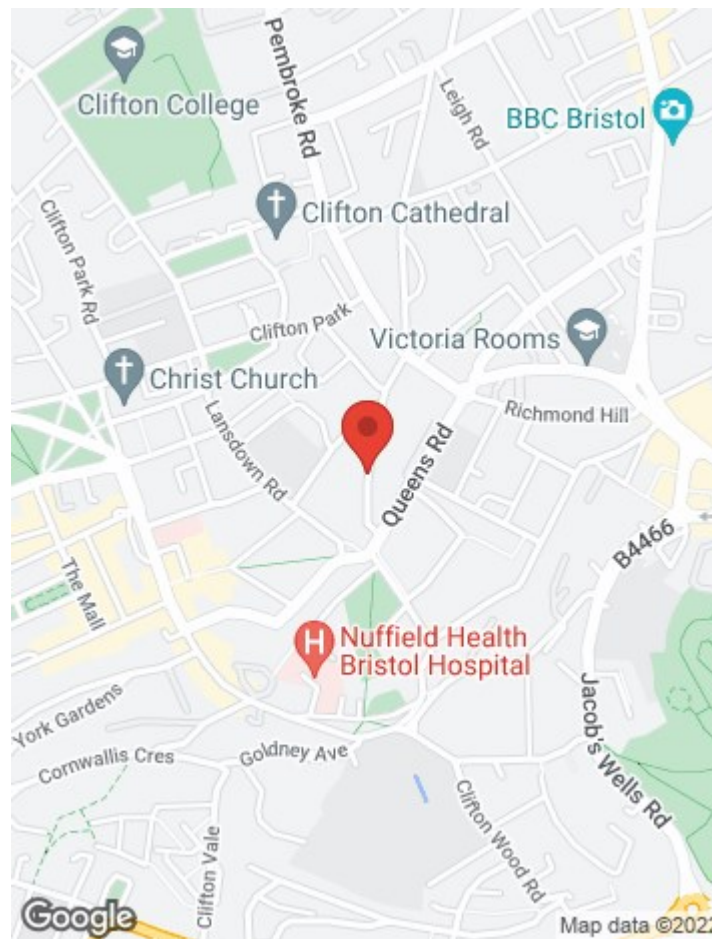 Clifton College
Pembroke Rd
Leigh Rd
BBC Bristol
Clifton Cathedral
Clifton Park Rd
Clifton Park
Victoria Rooms
Christ Church
Lansdown Rd
Richmond Hill
Queens Rd
B4466
The Mall
H
Nuffield Health
Bristol Hospital
York Gardens
Cornwallis Cres
Goldney Ave
Jacob's Wells Rd
Clifton Vale
Clifton Wood Rd
Google
Map data ©2022